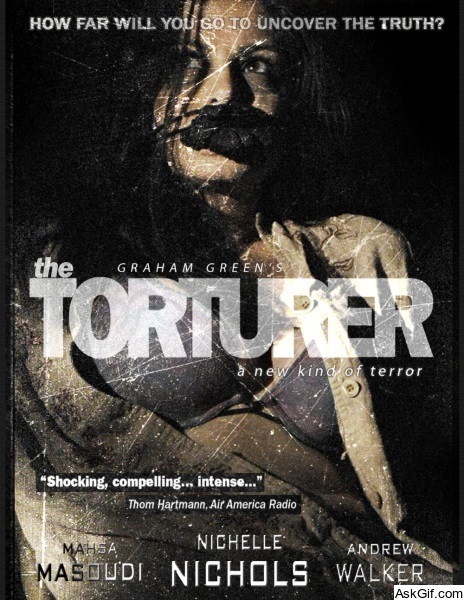 HOW FAR WILL YOU GO TO UNCOVER THE TRUTH?
GRAHAM GREEN'S
the
TORTURER
a new kind of terror
“Shocking, compelling... intense...”
Thom Hartmann, Air America Radio
MAHSA
MASOUDI
NICHELLE
NICHOLS
ANDREW
WALKER
AskGif.com